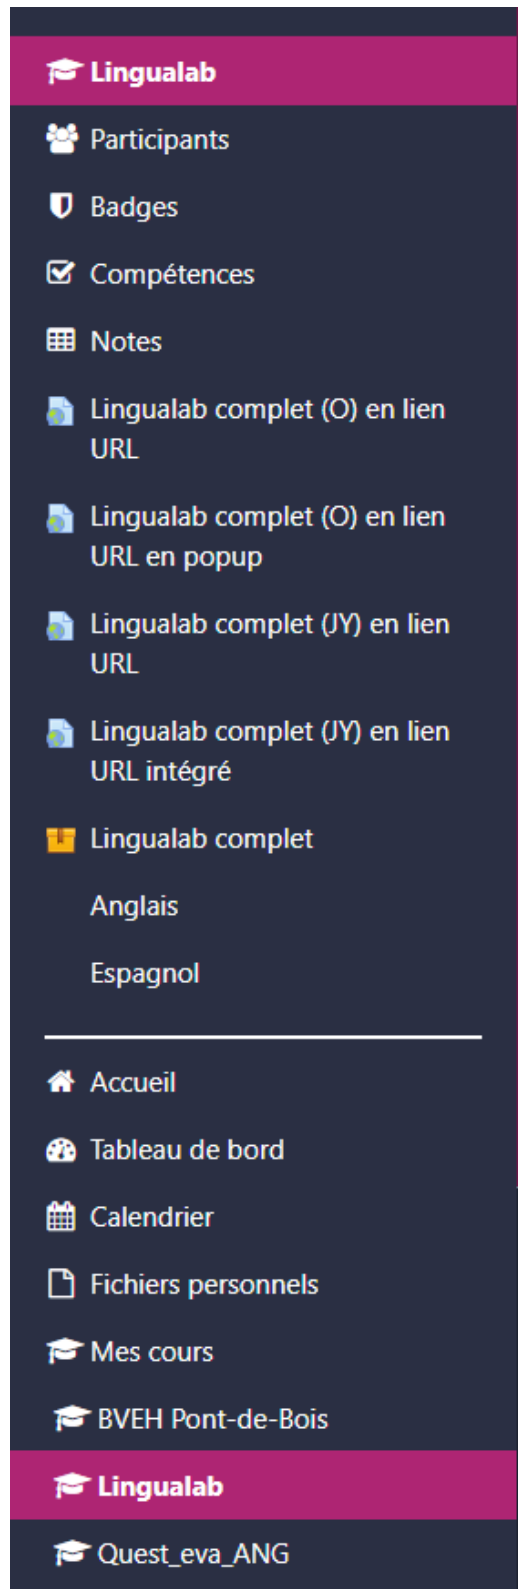 Lingualab
Participants
Badges
Compétences
Notes
Lingualab complet (O) en lien
URL
Lingualab complet (O) en lien
URL en popup
Lingualab complet (JY) en lien
URL
Lingualab complet (JY) en lien
URL intégré
Lingualab complet
Anglais
Espagnol
Accueil
Tableau de bord
Calendrier
Fichiers personnels
Mes cours
BVEH Pont-de-Bois
Lingualab
Quest_eva_ANG